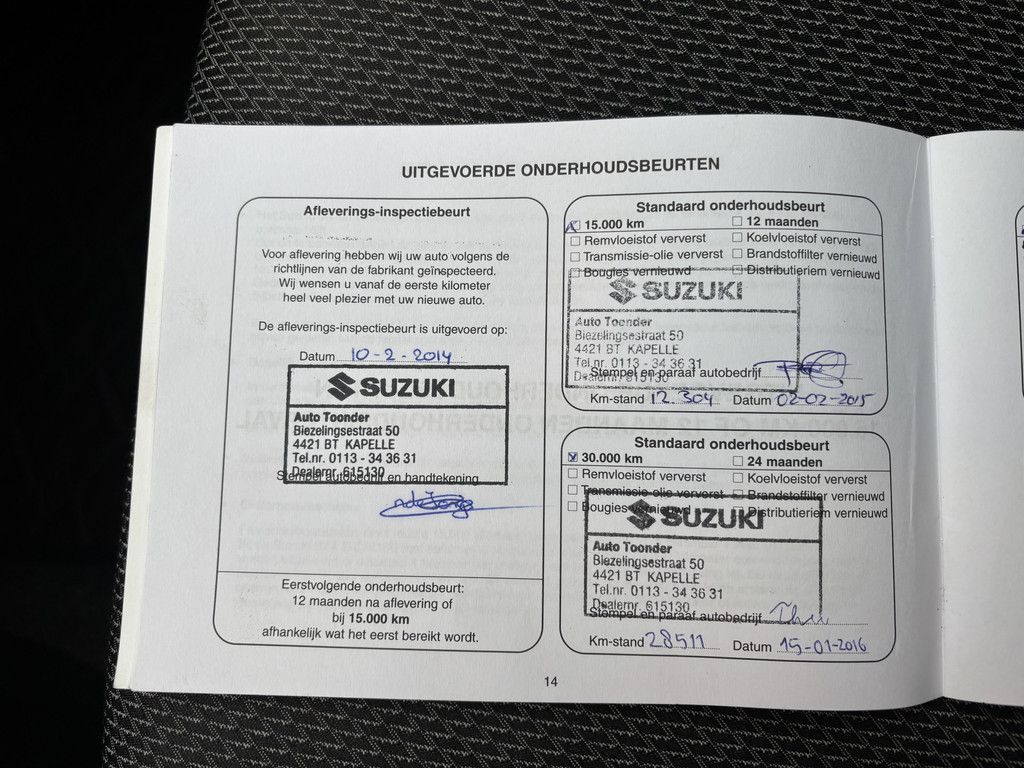 UITGEVOERDE ONDERHOUDSBEURTEN
Afleverings-inspectiebeurt
Voor aflevering hebben wij uw auto volgens de
richtlijnen van de fabrikant geïnspecteerd.
Wij wensen u vanaf de eerste kilometer
heel veel plezier met uw nieuwe auto.
De afleverings-inspectiebeurt is uitgevoerd op:
Datum 10-2-2014
SUZUKI
Auto Toonder
Biezelingsestraat 50
4421 BT KAPELLE
Tel.nr. 0113 - 34 36 31
Dealernr. 615130
Stempel autobedrijf en handtekening
Eerstvolgende onderhoudsbeurt:
12 maanden na aflevering of
bij 15.000 km
afhankelijk wat het eerst bereikt wordt.
Standaard onderhoudsbeurt
15.000 km 12 maanden
Remvloeistof ververst Koelvloeistof ververst
Transmissie-olie ververst Brandstoffilter vernieuwd
Bougies vernieuwd Distributieriem vernieuwd
SUZUKI
Auto Toonder
Biezelingsestraat 50
4421 BT KAPELLE
Tel.nr. 0113 - 34 36 31
Dealernr. 615130
Stempel en paraaf autobedrijf
Km-stand 12.304 Datum 02-02-2015
Standaard onderhoudsbeurt
30.000 km 24 maanden
Remvloeistof ververst Koelvloeistof ververst
Transmissie-olie ververst Brandstoffilter vernieuwd
Bougies vernieuwd Distributieriem vernieuwd
SUZUKI
Auto Toonder
Biezelingsestraat 50
4421 BT KAPELLE
Tel.nr. 0113 - 34 36 31
Dealernr. 615130
Stempel en paraaf autobedrijf
Km-stand 28511 Datum 15-01-2016
14